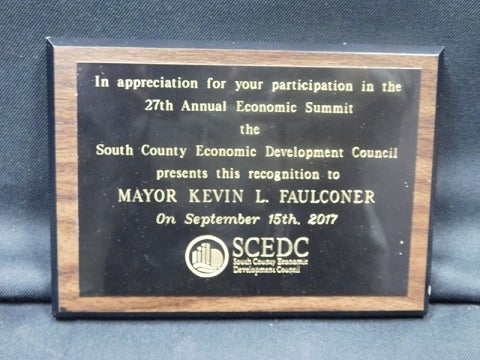 In appreciation for your participation in the
27th Annual Economic Summit
the
South County Economic Development Council
presents this recognition to
MAYOR KEVIN L. FAULCONER
On September 15th, 2017
SCEDC
South County Economic
Development Council